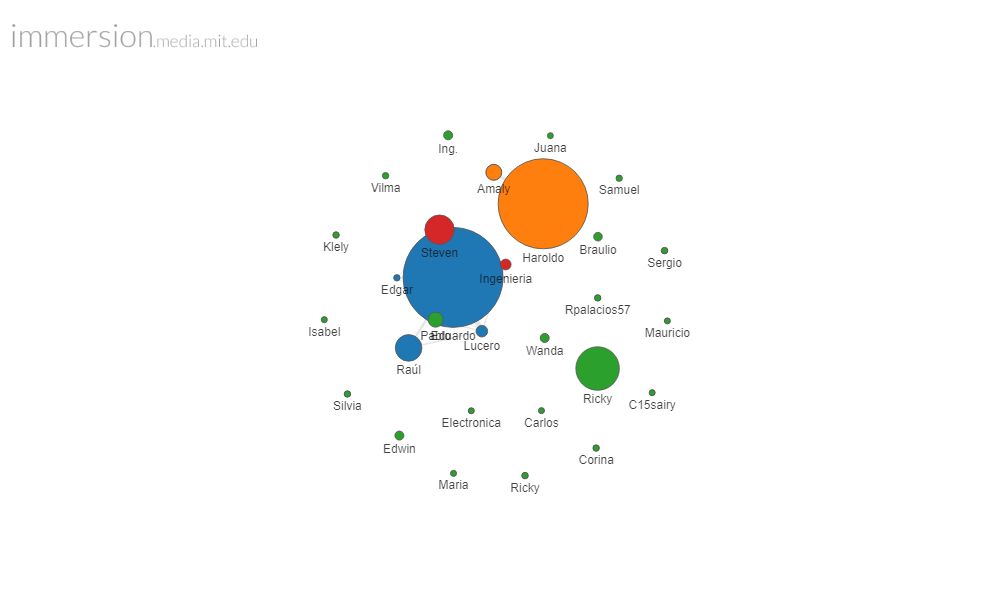 immersion.media.mit.edu
Ing.
Juana
Vilma
Amaly
Samuel
Klely
Steven
Haroldo
Braulio
Sergio
Edgar
Ingenieria
Rpalacios57
Isabel
Pablo
Eduardo
Lucero
Wanda
Mauricio
Raúl
Ricky
Silvia
C15sairy
Electronica
Carlos
Edwin
Corina
Maria
Ricky